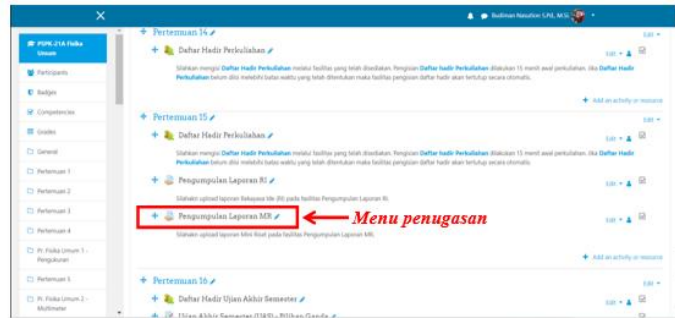 Budiman Nasution S.Pd., M.Si
PSPK-21A Fisika Umum
Participants
Badges
Competencies
Grades
General
Pertemuan 1
Pertemuan 2
Pertemuan 3
Pertemuan 4
Pr. Fisika Umum 1 - Pengukuran
Pertemuan 5
Pr. Fisika Umum 2 - Multimeter
Pertemuan 14
Edit
Daftar Hadir Perkuliahan
Edit
Silahkan mengisi Daftar Hadir Perkuliahan melalui fasilitas yang telah disediakan. Pengisian Daftar hadir Perkuliahan dilakukan 15 menit awal perkuliahan. Jika Daftar Hadir
Perkuliahan belum diisi melebihi batas waktu yang telah ditentukan maka fasilitas pengisian daftar hadir akan tertutup secara otomatis.
Add an activity or resource
Pertemuan 15
Edit
Daftar Hadir Perkuliahan
Edit
Silahkan mengisi Daftar Hadir Perkuliahan melalui fasilitas yang telah disediakan. Pengisian Daftar hadir Perkuliahan dilakukan 15 menit awal perkuliahan. Jika Daftar Hadir
Perkuliahan belum diisi melebihi batas waktu yang telah ditentukan maka fasilitas pengisian daftar hadir akan tertutup secara otomatis.
Pengumpulan Laporan RI
Edit
Silahkan upload laporan Rekayasa Ide (RI) pada fasilitas Pengumpulan Laporan RI.
Pengumpulan Laporan MR
Menu penugasan
Edit
Silahkan upload laporan Mini Riset pada fasilitas Pengumpulan Laporan MR.
Add an activity or resource
Pertemuan 16
Edit
Daftar Hadir Ujian Akhir Semester
Edit
Ujian Akhir Semester (UAS) - Pilihan Ganda